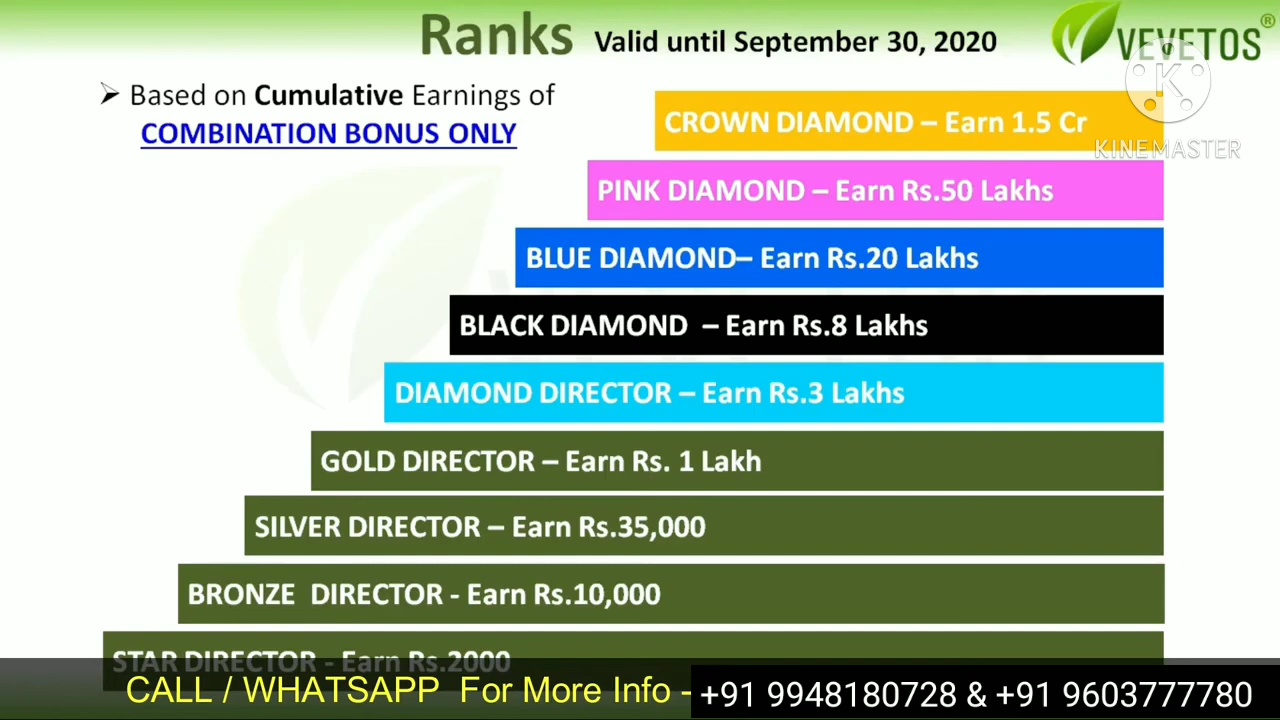 Ranks Valid until September 30, 2020
VEVETOS®
K
KINEMASTER
➢ Based on Cumulative Earnings of
COMBINATION BONUS ONLY
CROWN DIAMOND – Earn 1.5 Cr
PINK DIAMOND – Earn Rs.50 Lakhs
BLUE DIAMOND– Earn Rs.20 Lakhs
BLACK DIAMOND – Earn Rs.8 Lakhs
DIAMOND DIRECTOR – Earn Rs.3 Lakhs
GOLD DIRECTOR – Earn Rs. 1 Lakh
SILVER DIRECTOR – Earn Rs.35,000
BRONZE DIRECTOR - Earn Rs.10,000
STAR DIRECTOR - Earn Rs.2000
CALL / WHATSAPP For More Info - +91 9948180728 & +91 9603777780